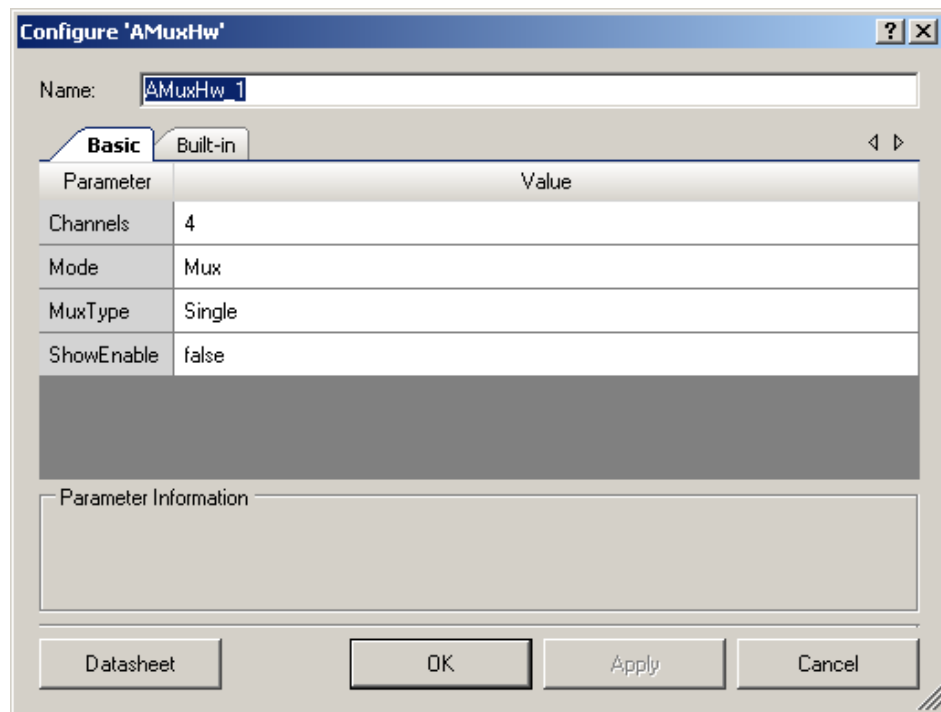 Configure 'AMuxHw'
Name: AMuxHw_1
Basic Built-in
Parameter Value
Channels 4
Mode Mux
MuxType Single
ShowEnable false
Parameter Information
Datasheet OK Apply Cancel